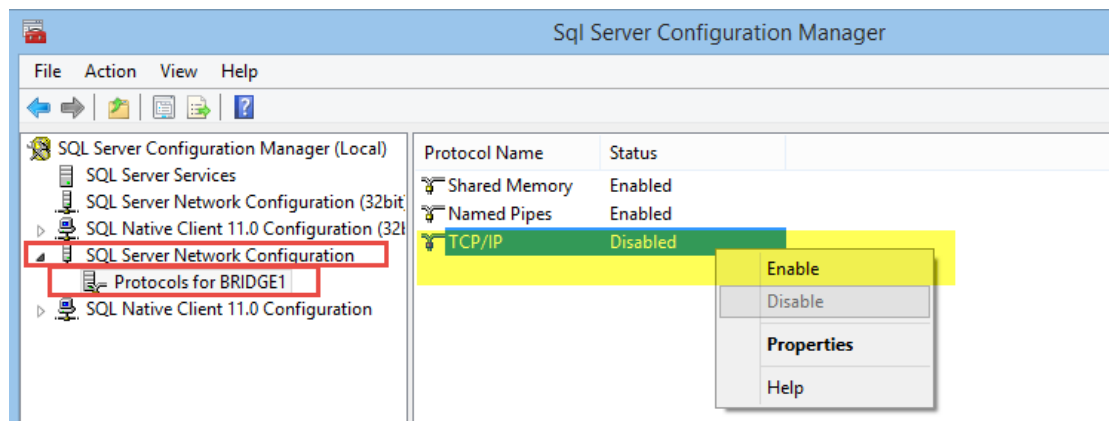 Sql Server Configuration Manager
File Action View Help
SQL Server Configuration Manager (Local)
SQL Server Services
SQL Server Network Configuration (32bit
SQL Native Client 11.0 Configuration (32
SQL Server Network Configuration
Protocols for BRIDGE1
SQL Native Client 11.0 Configuration
Protocol Name Status
Shared Memory Enabled
Named Pipes Enabled
TCP/IP Disabled
Enable
Disable
Properties
Help